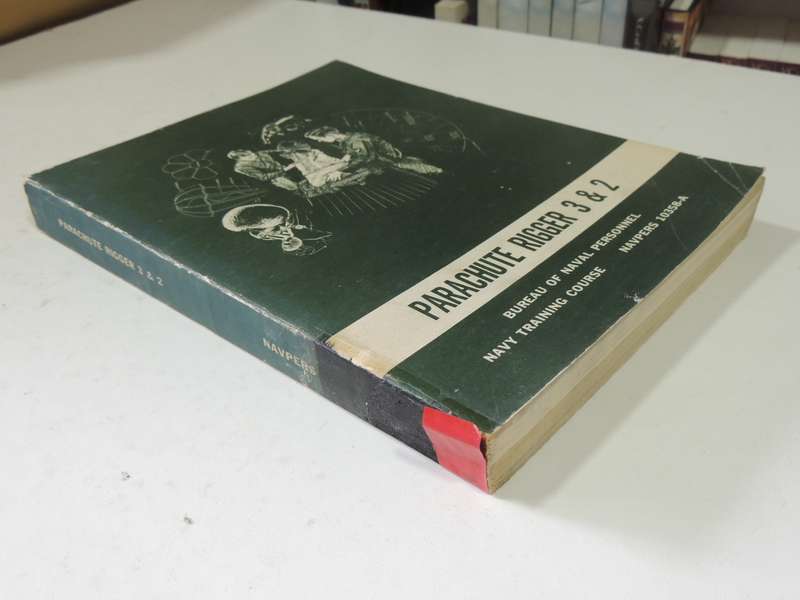 PARACHUTE RIGGER 3 & 2
BUREAU OF NAVAL PERSONNEL
NAVY TRAINING COURSE NAVPERS 10358-A
PARACHUTE RIGGER 3 & 2
NAVPERS